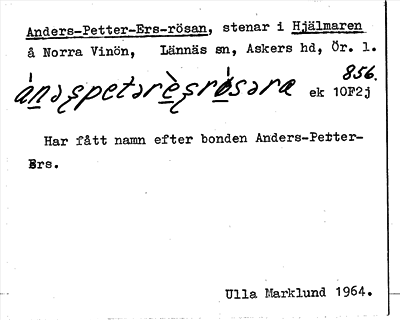 Anders-Petter-Ers-rösan, stenar i Hjälmaren
å Norra Vinön, Lännäs sn, Askers hd, Ör. l.
856.
ek 10F2j
Har fått namn efter bonden Anders-Petter-
Ers.
Ulla Marklund 1964.